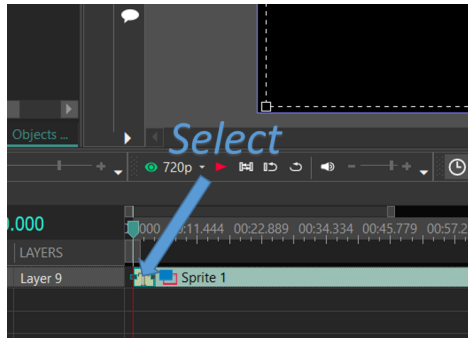 Objects ...
Select
720p
0.000
000 00:11.444 00:22.889 00:34.334 00:45.779 00:57.2
LAYERS
Layer 9
Sprite 1